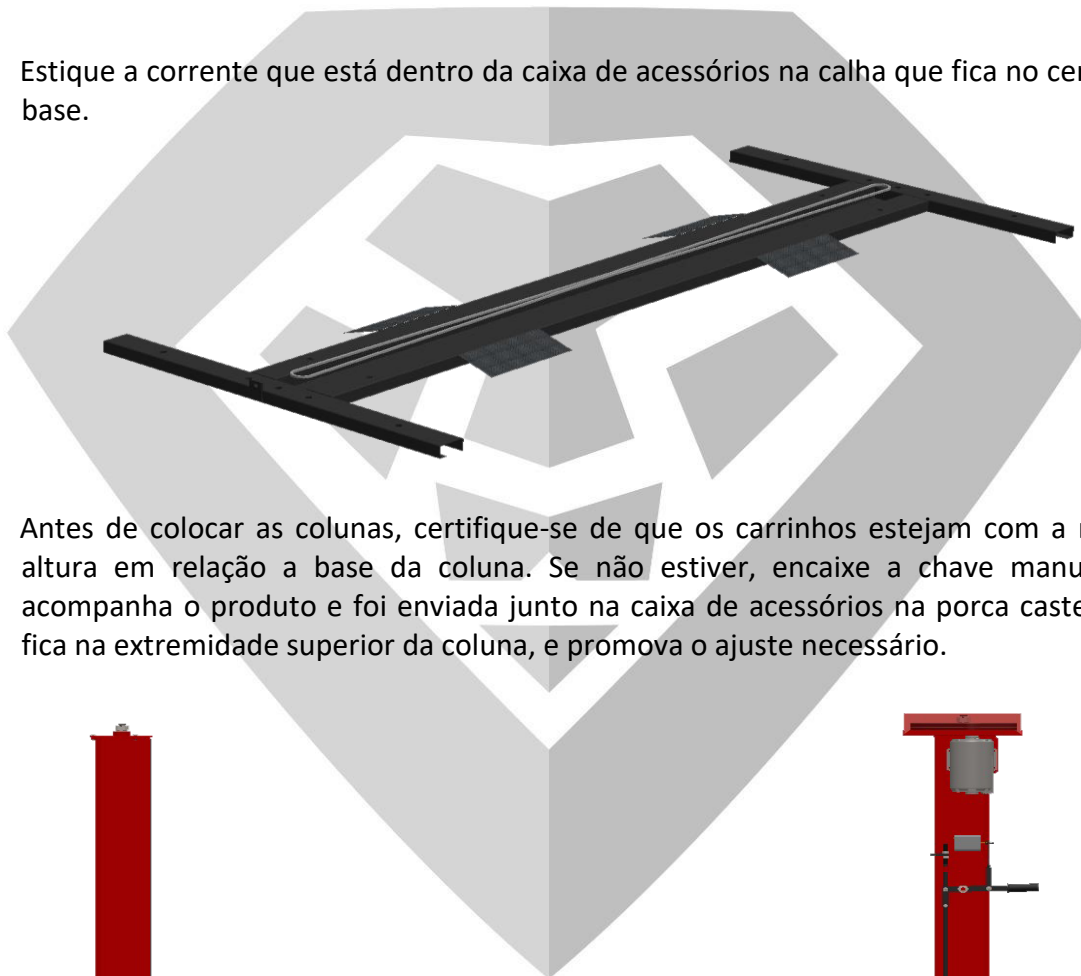 Estique a corrente que está dentro da caixa de acessórios na calha que fica no
base.
Antes de colocar as colunas, certifique-se de que os carrinhos estejam com a
altura em relação a base da coluna. Se não estiver, encaixe a chave
acompanha o produto e foi enviada junto na caixa de acessórios na porca
fica na extremidade superior da coluna, e promova o ajuste necessário.